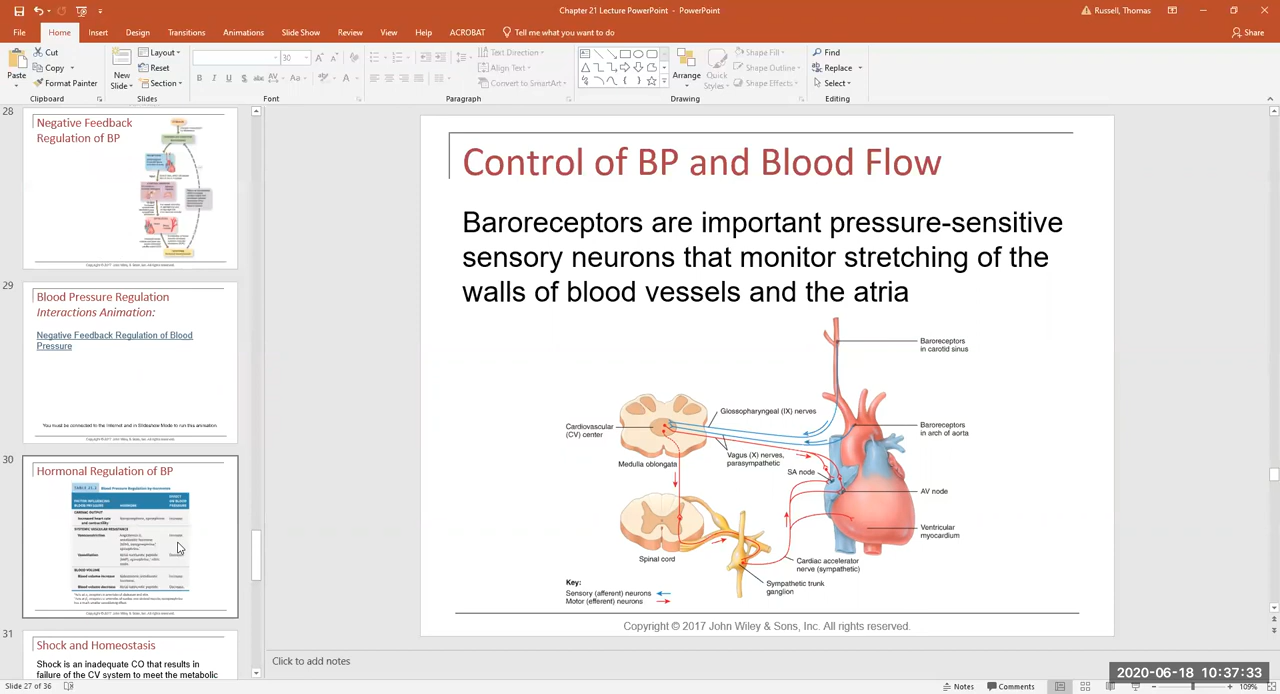 Chapter 21 Lecture PowerPoint - PowerPoint
Russell, Thomas
File Home Insert Design Transitions Animations Slide Show Review View Help ACROBAT Tell me what you want to do
Share
Paste
Cut
Copy
Format Painter
Clipboard
New
Slide
Layout
Reset
Section
Slides
30
Font
Text Direction
Align Text
Convert to SmartArt
Paragraph
Arrange
Quick
Styles
Shape Fill
Shape Outline
Shape Effects
Drawing
Find
Replace
Select
Editing
28
Negative Feedback
Regulation of BP
29
Blood Pressure Regulation
Interactions Animation:
Negative Feedback Regulation of Blood
Pressure
You must be connected to the Internet and in Slideshow Mode to run this animation.
30
Hormonal Regulation of BP
31
Shock and Homeostasis
Shock is an inadequate CO that results in
failure of the CV system to meet the metabolic
Control of BP and Blood Flow
Baroreceptors are important pressure-sensitive
sensory neurons that monitor stretching of the
walls of blood vessels and the atria
Baroreceptors
in carotid sinus
Glossopharyngeal (IX) nerves
Cardiovascular
(CV) center
Baroreceptors
in arch of aorta
Vagus (X) nerves,
parasympathetic
Medulla oblongata
SA node
AV node
Ventricular
myocardium
Spinal cord
Cardiac accelerator
nerve (sympathetic)
Sympathetic trunk
ganglion
Key:
Sensory (afferent) neurons
Motor (efferent) neurons
Copyright © 2017 John Wiley & Sons, Inc. All rights reserved.
Click to add notes
2020-06-18 10:37:33
Slide 27 of 36
Notes
Comments
109%